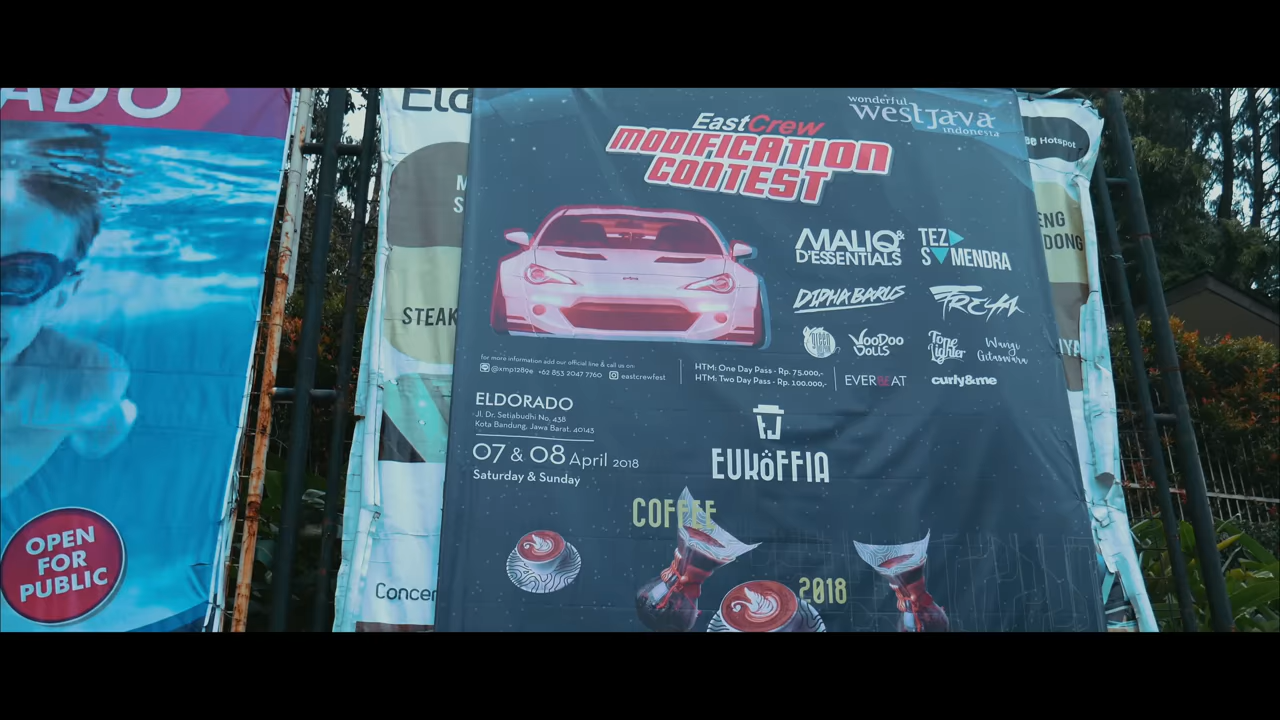 ADO
OPEN
FOR
PUBLIC
Eld
M
S
STEAK
Concer
EastCrew
MODIFICATION
CONTEST
wonderful
westjava
indonesia
MALIQ &
D'ESSENTIALS
TEZ
SAMENDRA
DIPHA BARUS
FREYA
VOODOO
DOLLS
Tone
Lighter
Wangi
Gitaswara
EVERBEAT
curly&me
for more information add our official line & call us on:
@xmp1289e +62 853 2047 7760 eastcrewfest
HTM: One Day Pass - Rp. 75.000,-
HTM: Two Day Pass - Rp. 100.000,-
ELDORADO
Jl. Dr. Setiabudhi No, 438
Kota Bandung, Jawa Barat. 40143
07 & 08 April 2018
Saturday & Sunday
EUKÖFFIA
COFFEE
2018
Hotspot
ENG
DONG
IYA